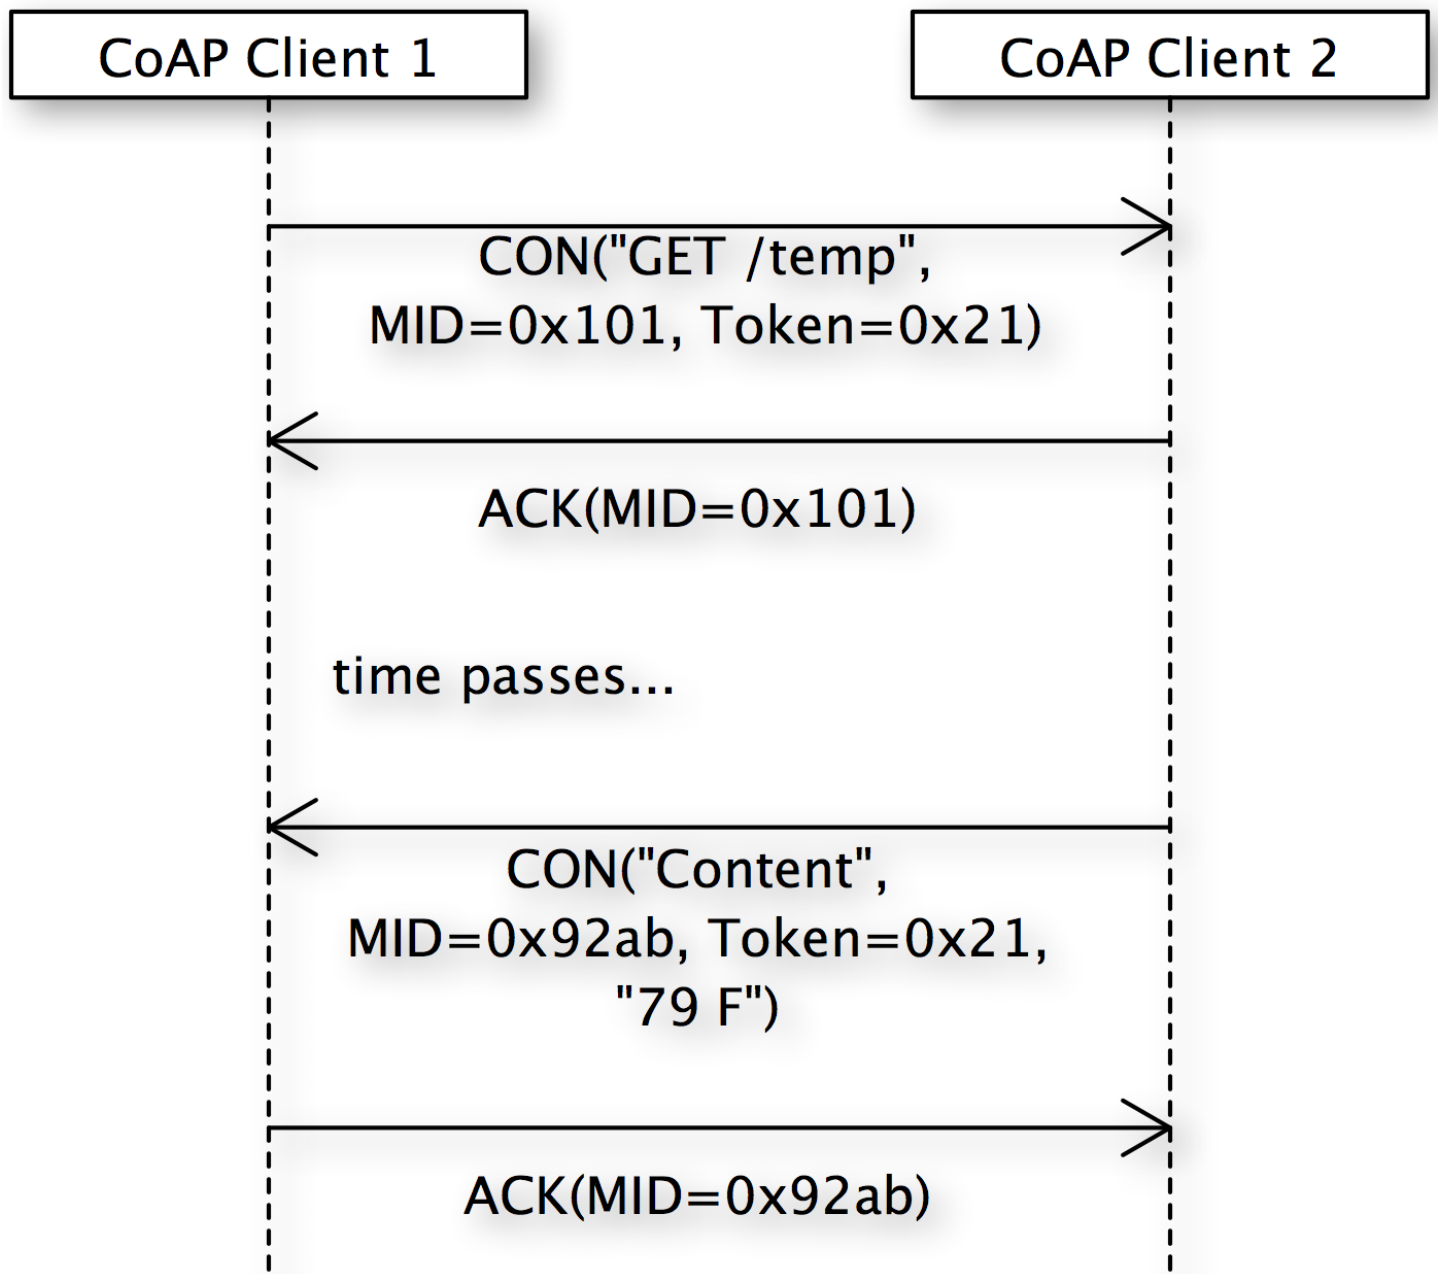 CoAP Client 1
CoAP Client 2
CON("GET /temp",
MID=0x101, Token=0x21)
ACK(MID=0x101)
time passes...
CON("Content",
MID=0x92ab, Token=0x21,
"79 F")
ACK(MID=0x92ab)